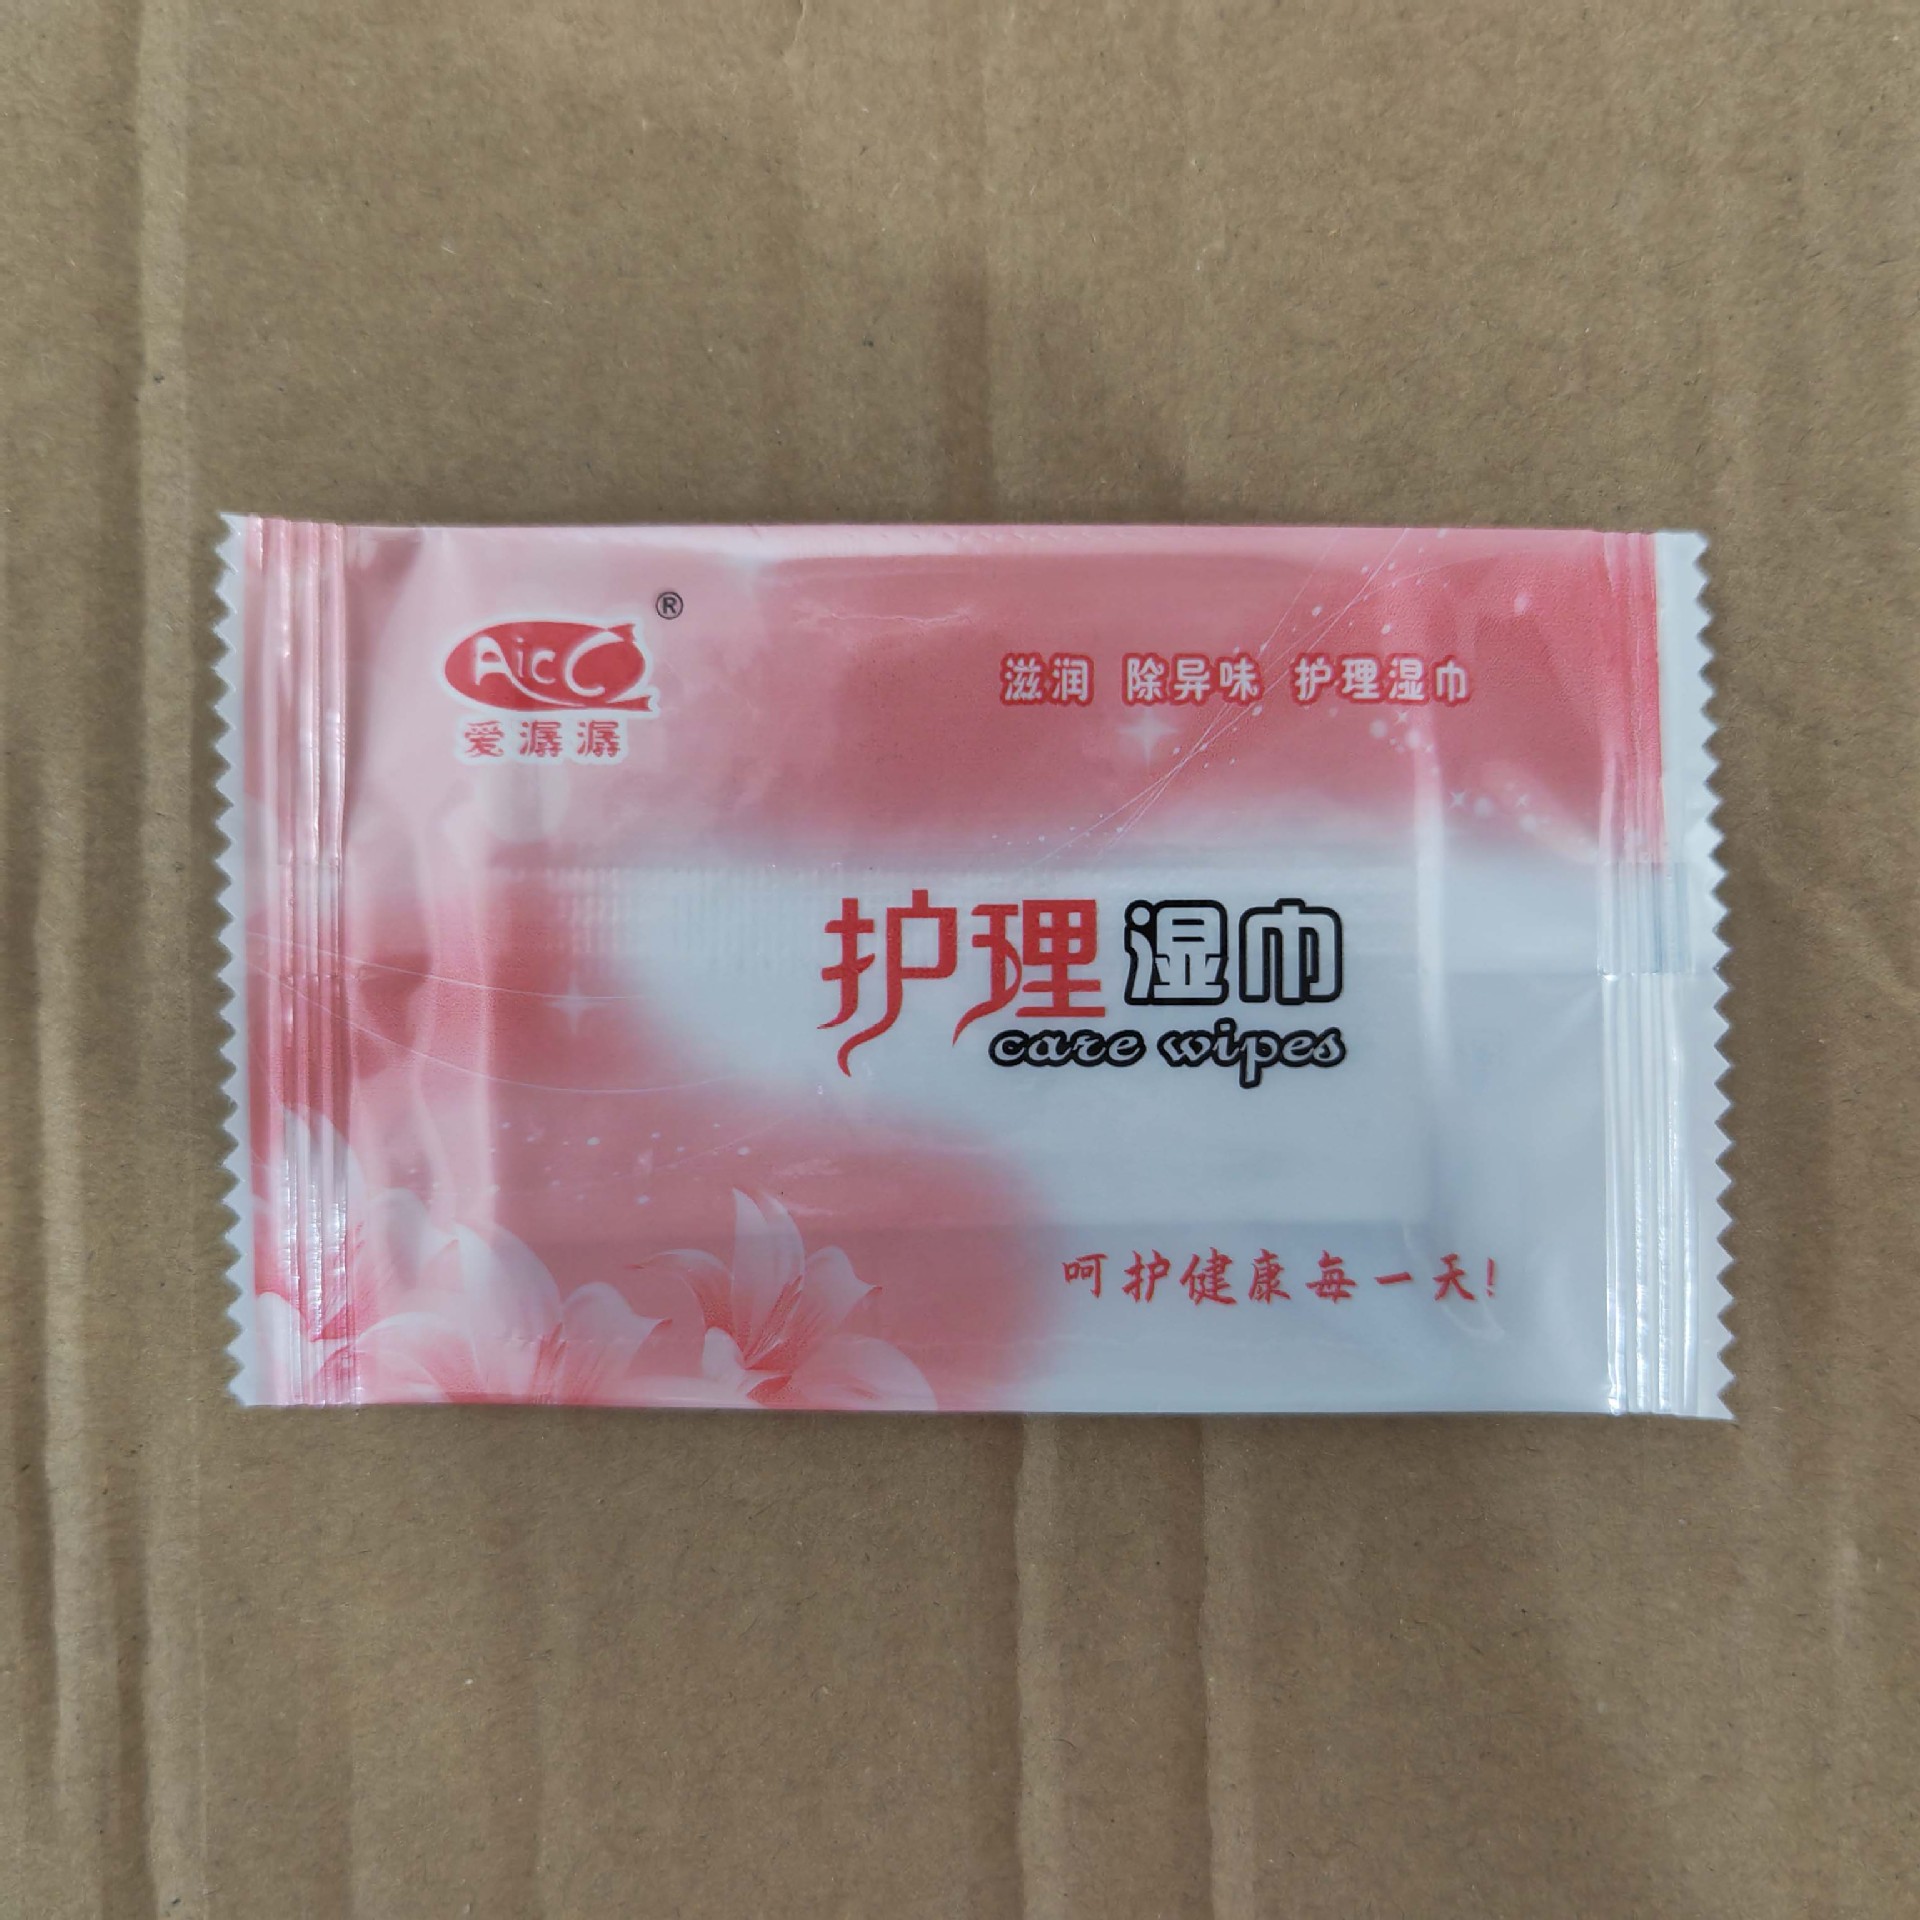 AicC®
爱潺潺
滋润 除异味 护理湿巾
护理湿巾
care wipes
呵护健康每一天!